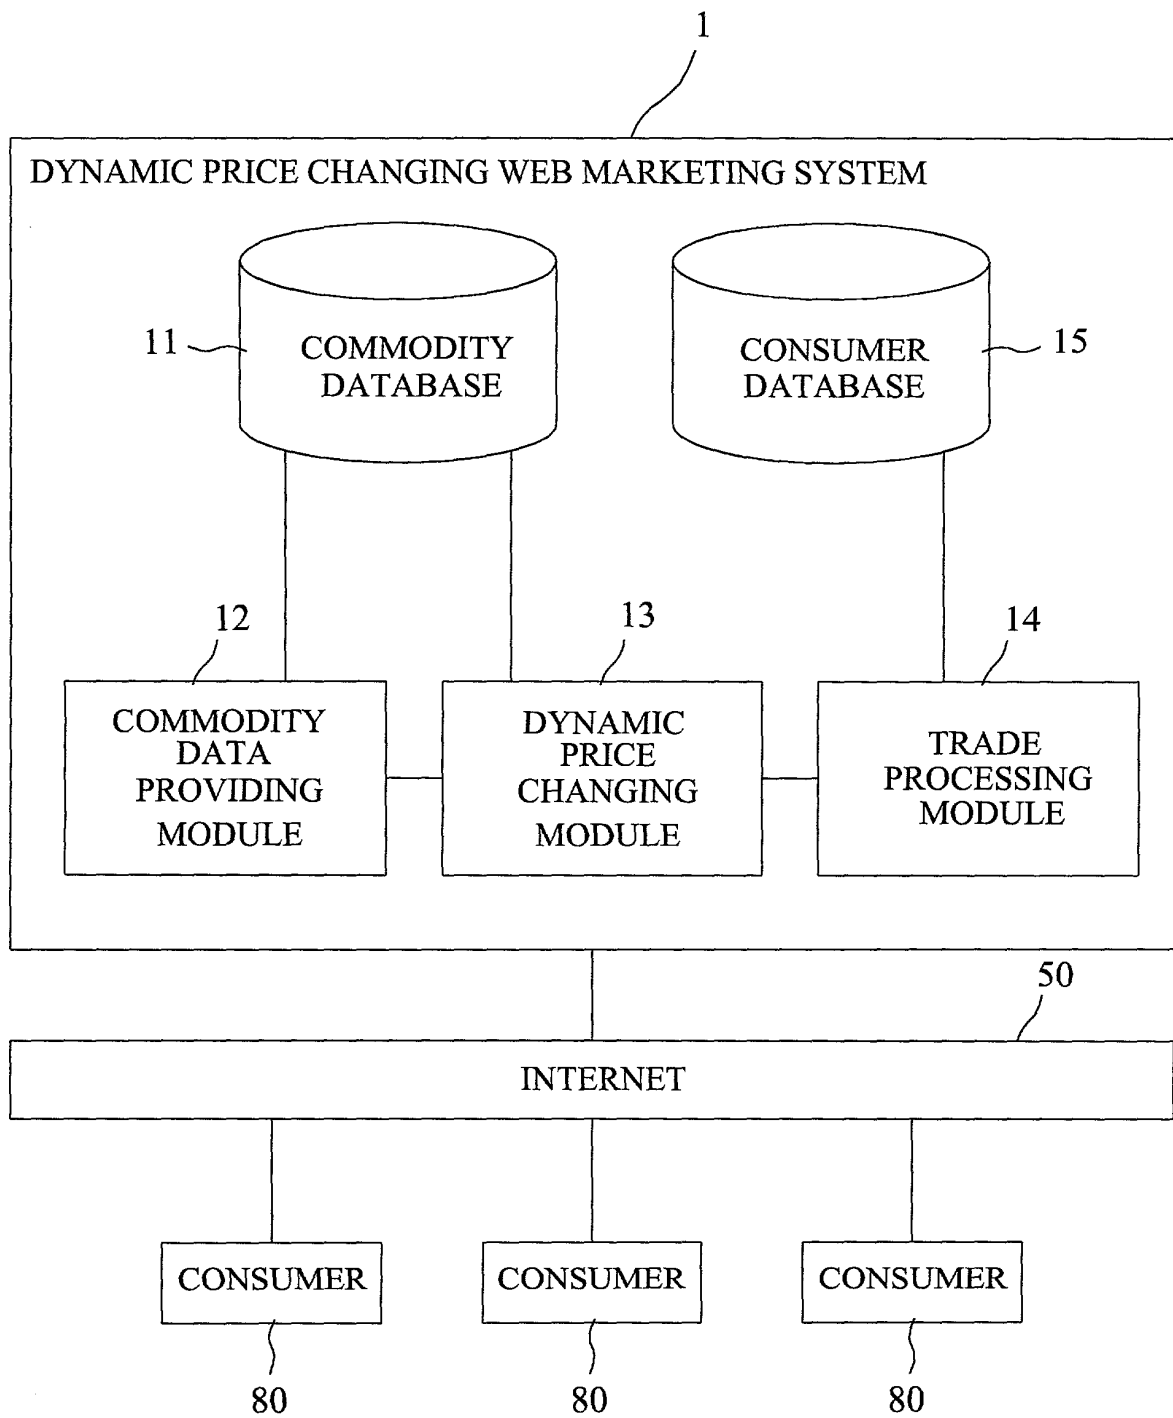 1
DYNAMIC PRICE CHANGING WEB MARKETING SYSTEM
11
COMMODITY
DATABASE
CONSUMER
DATABASE
15
12
13
14
COMMODITY
DATA
PROVIDING
MODULE
DYNAMIC
PRICE
CHANGING
MODULE
TRADE
PROCESSING
MODULE
50
INTERNET
CONSUMER
CONSUMER
CONSUMER
80
80
80